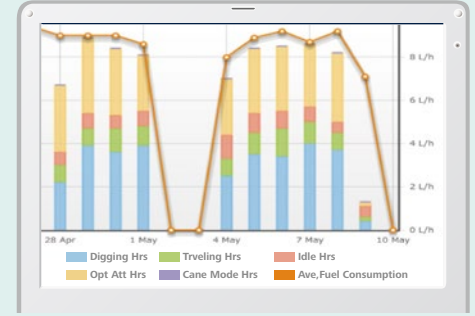 8 L/h
6 L/h
4 L/h
2 L/h
0 L/h
28 Apr 1 May 4 May 7 May 10 May
Digging Hrs Trveling Hrs Idle Hrs
Opt Att Hrs Cane Mode Hrs Ave,Fuel Consumption